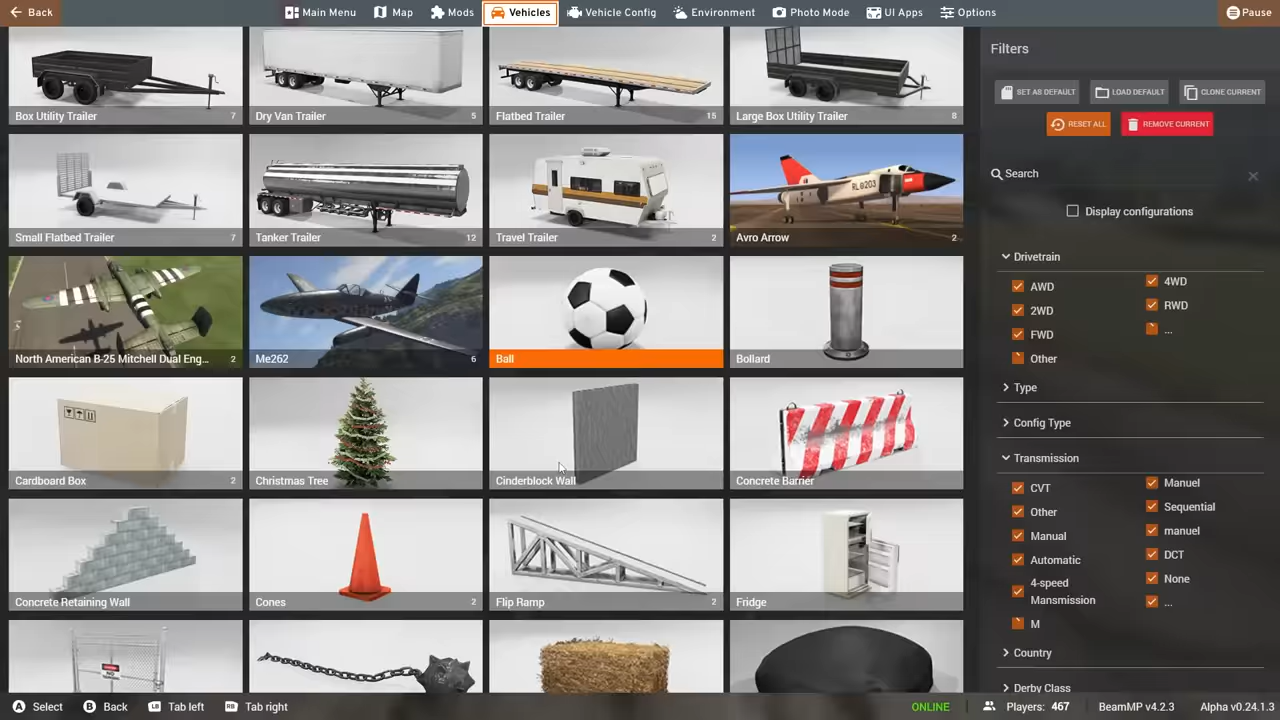 Back
Main Menu
Map
Mods
Vehicles
Vehicle Config
Environment
Photo Mode
UI Apps
Options
Pause
Box Utility Trailer 7
Dry Van Trailer 5
Flatbed Trailer 15
Large Box Utility Trailer 8
Small Flatbed Trailer 7
Tanker Trailer 12
Travel Trailer 2
RL 203
Avro Arrow 2
North American B-25 Mitchell Dual Eng... 2
Me262 6
Ball
Bollard
Cardboard Box 2
Christmas Tree
Cinderblock Wall
Concrete Barrier
Concrete Retaining Wall
Cones 2
Flip Ramp 2
Fridge
Filters
SET AS DEFAULT
LOAD DEFAULT
CLONE CURRENT
RESET ALL
REMOVE CURRENT
Search
Display configurations
Drivetrain
AWD
4WD
2WD
RWD
FWD
...
Other
Type
Config Type
Transmission
CVT
Manuel
Other
Sequential
Manual
manuel
Automatic
DCT
4-speed
Mansmission
None
...
M
Country
Derby Class
A Select
B Back
LB Tab left
RB Tab right
ONLINE
Players: 467
BeamMP v4.2.3
Alpha v0.24.1.3